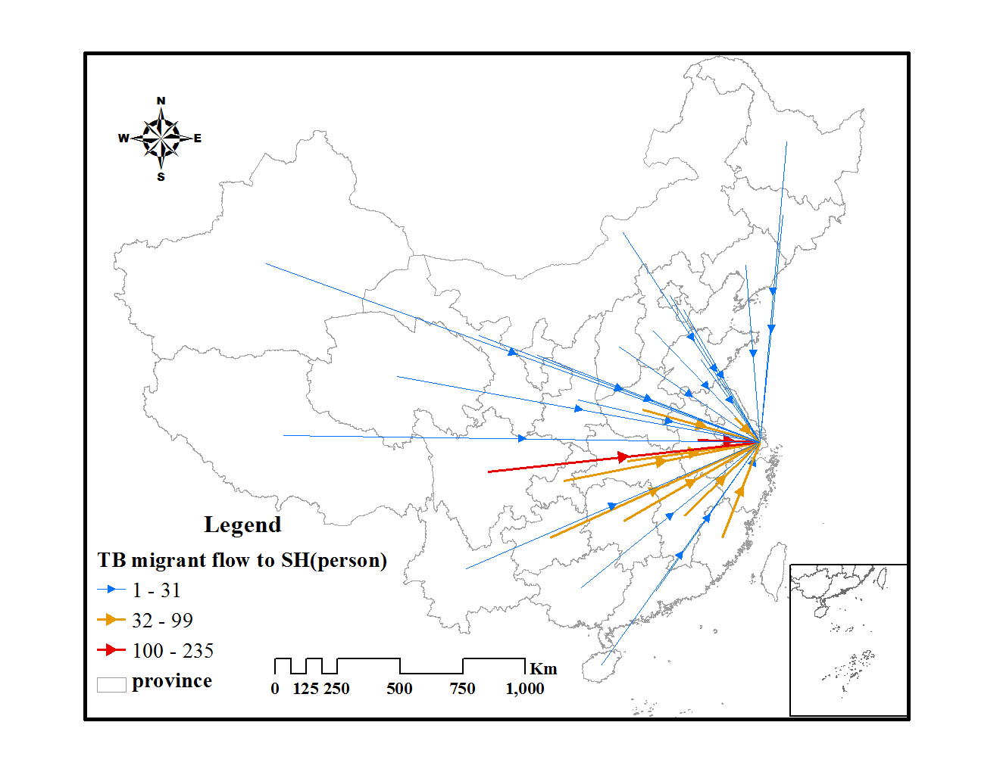 N
W E
S
Legend
TB migrant flow to SH(person)
1 - 31
32 - 99
100 - 235
province
Km
0 125 250 500 750 1,000